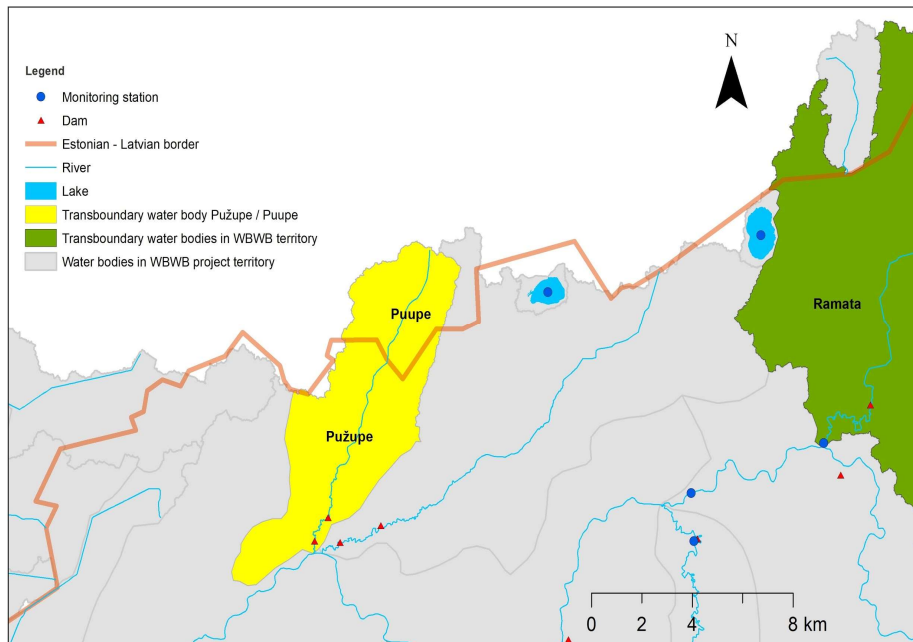 N
Legend
Monitoring station
Dam
Estonian - Latvian border
River
Lake
Transboundary water body Pužupe / Puupe
Transboundary water bodies in WBWB territory
Water bodies in WBWB project territory
Puupe
Ramata
Pužupe
0 2 4 8 km